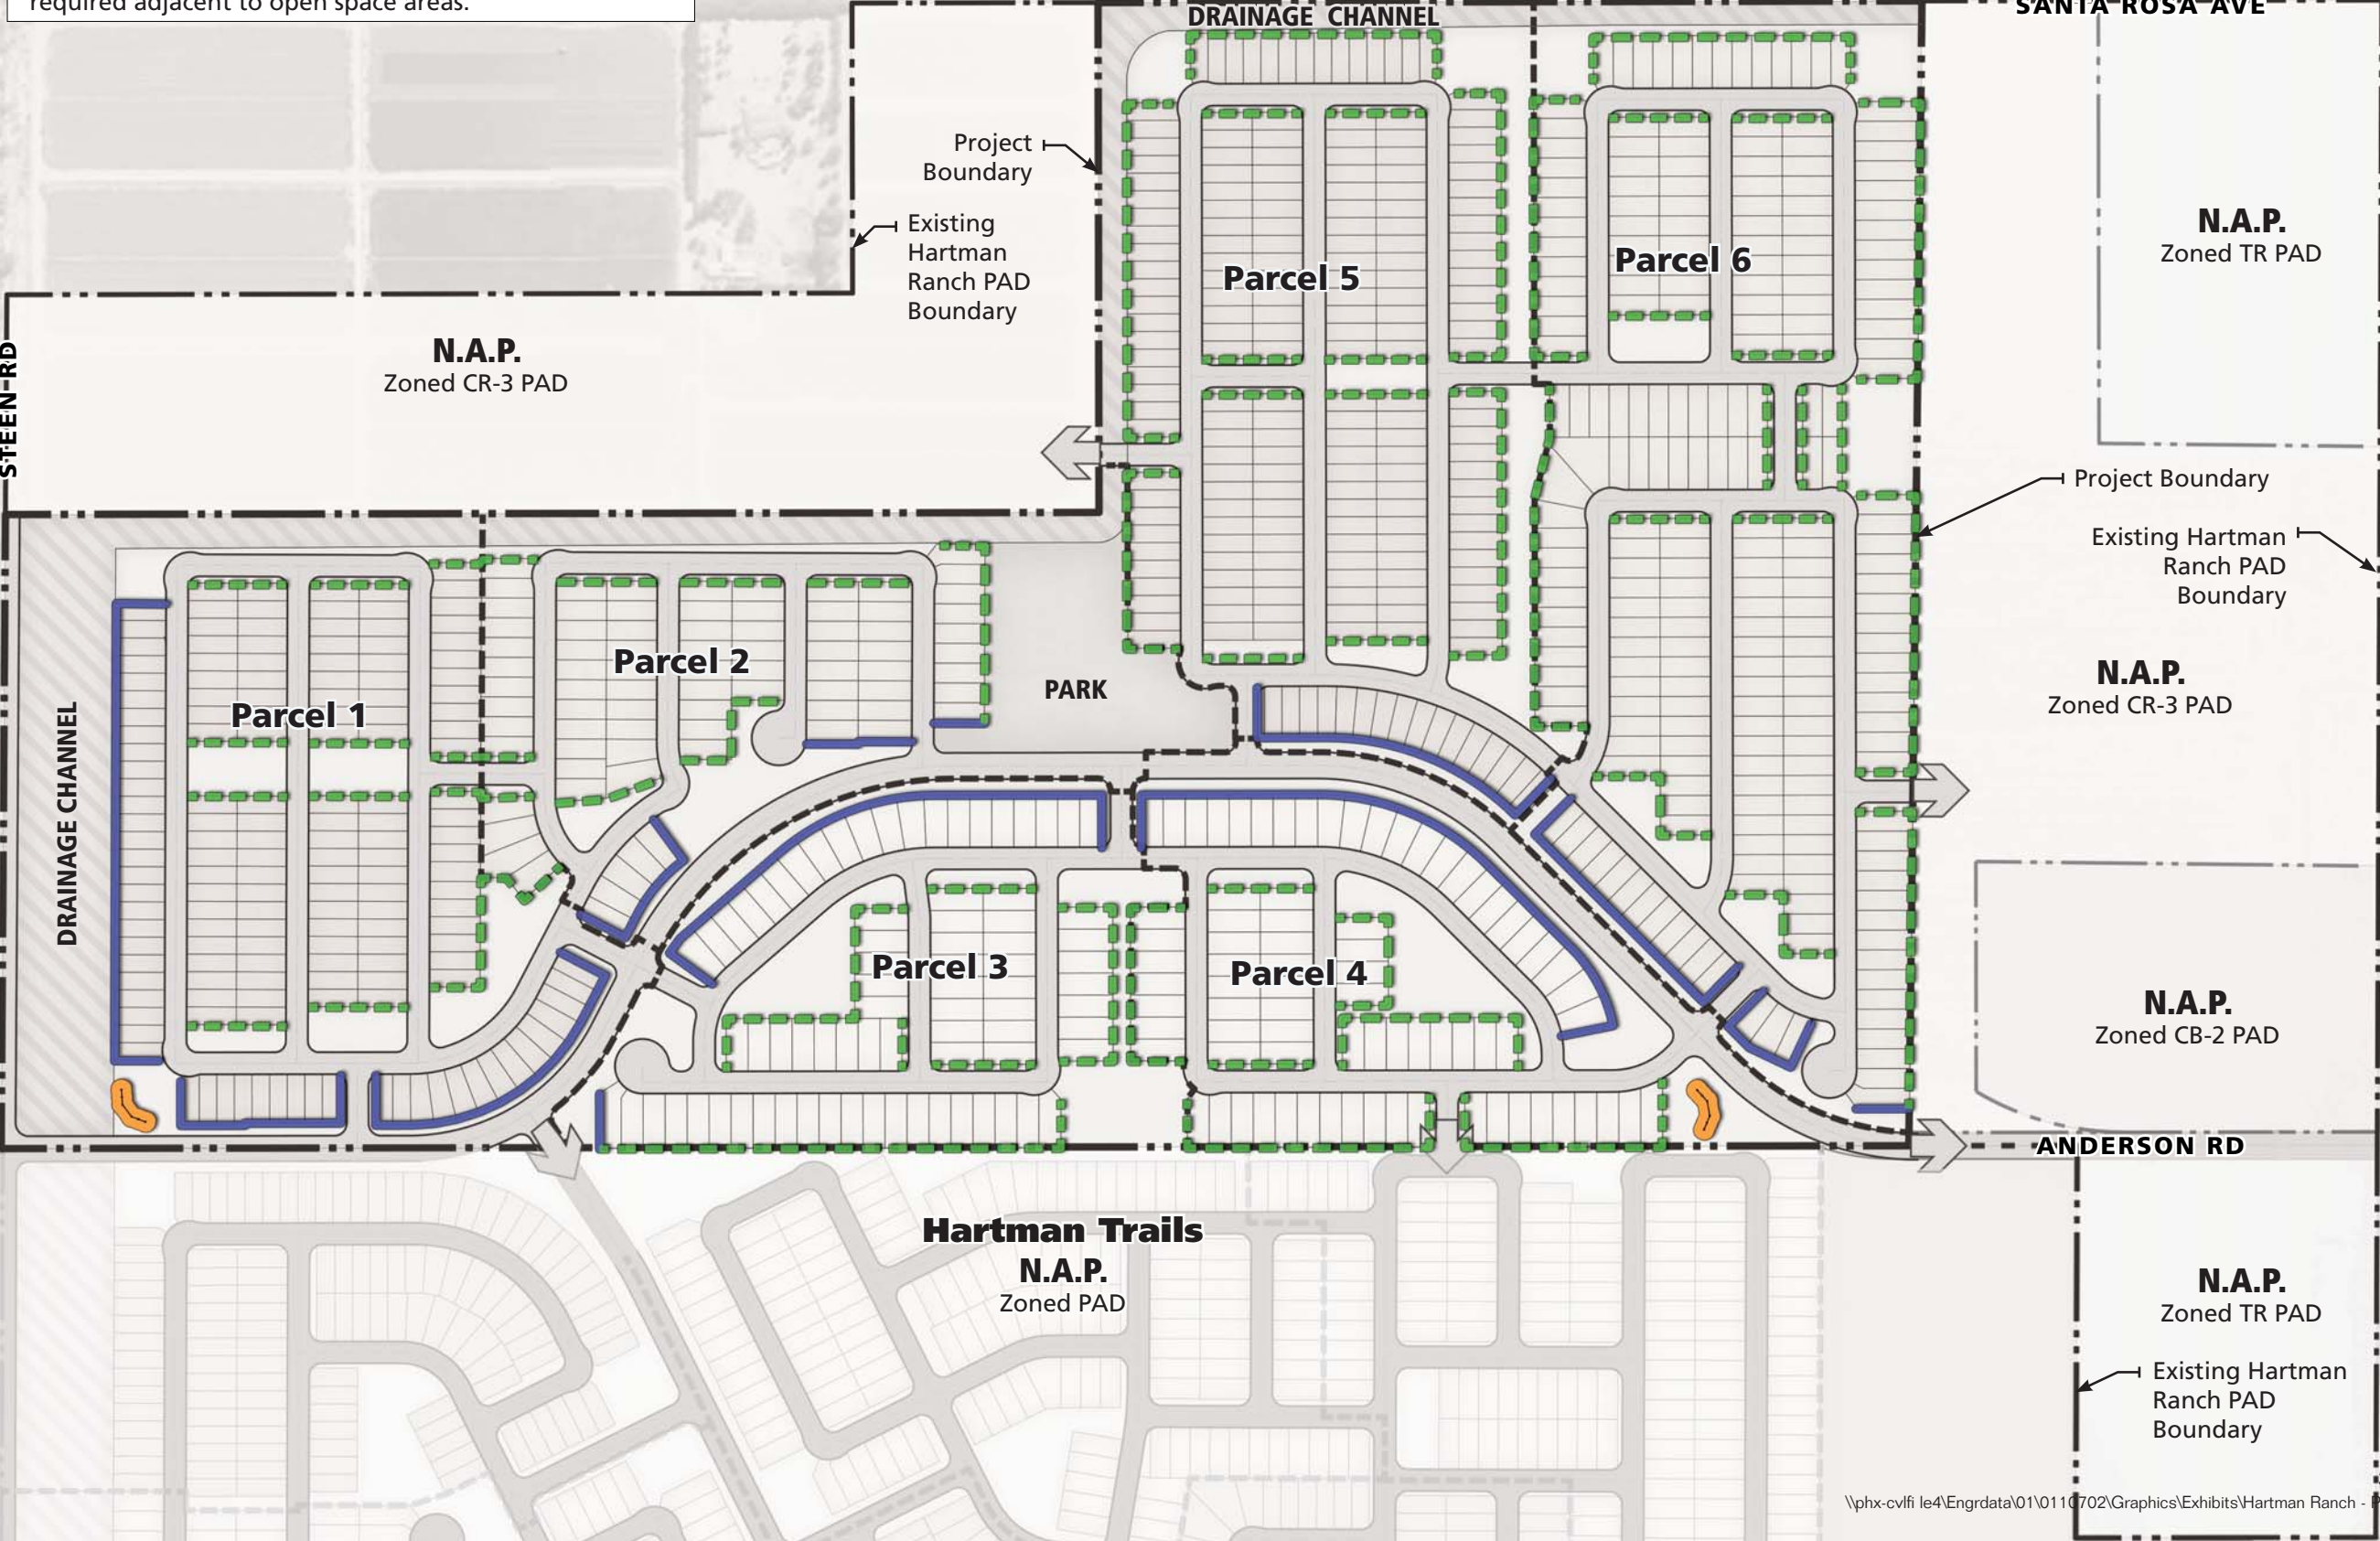 required adjacent to open space areas.
DRAINAGE CHANNEL
SANTA ROSA AVE
Project
Boundary
Existing
Hartman
Ranch PAD
Boundary
N.A.P.
Zoned TR PAD
Parcel 5
Parcel 6
STEEN RD
N.A.P.
Zoned CR-3 PAD
Project Boundary
Existing Hartman
Ranch PAD
Boundary
Parcel 1
Parcel 2
PARK
N.A.P.
Zoned CR-3 PAD
DRAINAGE CHANNEL
Parcel 3
Parcel 4
N.A.P.
Zoned CB-2 PAD
ANDERSON RD
Hartman Trails
N.A.P.
Zoned PAD
N.A.P.
Zoned TR PAD
Existing Hartman
Ranch PAD
Boundary
\\phx-cvlfi le4\Engrdata\01\0110702\Graphics\Exhibits\Hartman Ranch -